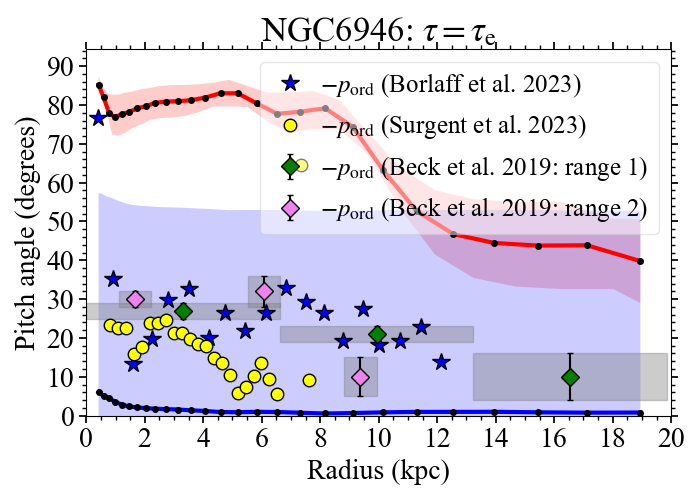 NGC6946: τ = τe
Pitch angle (degrees)
90
80
70
60
50
40
30
20
10
0
−pord (Borlaff et al. 2023)
−pord (Surgent et al. 2023)
−pord (Beck et al. 2019: range 1)
−pord (Beck et al. 2019: range 2)
0 2 4 6 8 10 12 14 16 18 20
Radius (kpc)